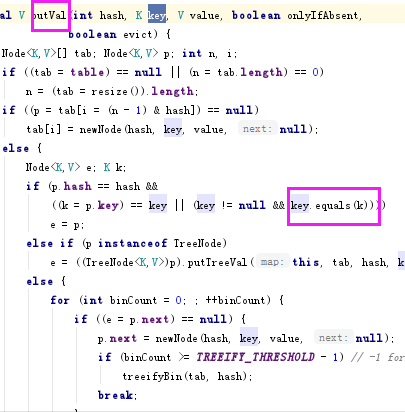 al V putVal(int hash, K key, V value, boolean onlyIfAbsent,
boolean evict) {
Node<K,V>[] tab; Node<K,V> p; int n, i;
if ((tab = table) == null || (n = tab.length) == 0)
n = (tab = resize()).length;
if ((p = tab[i = (n - 1) & hash]) == null)
tab[i] = newNode(hash, key, value, next: null);
else {
Node<K,V> e; K k;
if (p.hash == hash &&
((k = p.key) == key || (key != null && key.equals(k))))
e = p;
else if (p instanceof TreeNode)
e = ((TreeNode<K,V>)p).putTreeVal( map: this, tab, hash, k
else {
for (int binCount = 0; ; ++binCount) {
if ((e = p.next) == null) {
p.next = newNode(hash, key, value, next: null);
if (binCount >= TREEIFY_THRESHOLD - 1) // -1 for
treeifyBin(tab, hash);
break;